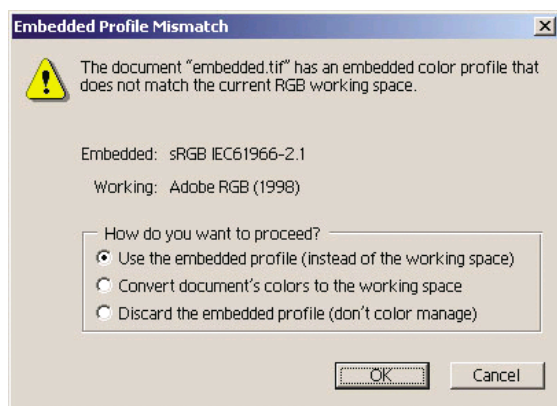 Embedded Profile Mismatch
The document "embedded.tif" has an embedded color profile that
does not match the current RGB working space.
Embedded: sRGB IEC61966-2.1
Working: Adobe RGB (1998)
How do you want to proceed?
Use the embedded profile (instead of the working space)
Convert document's colors to the working space
Discard the embedded profile (don't color manage)
OK Cancel